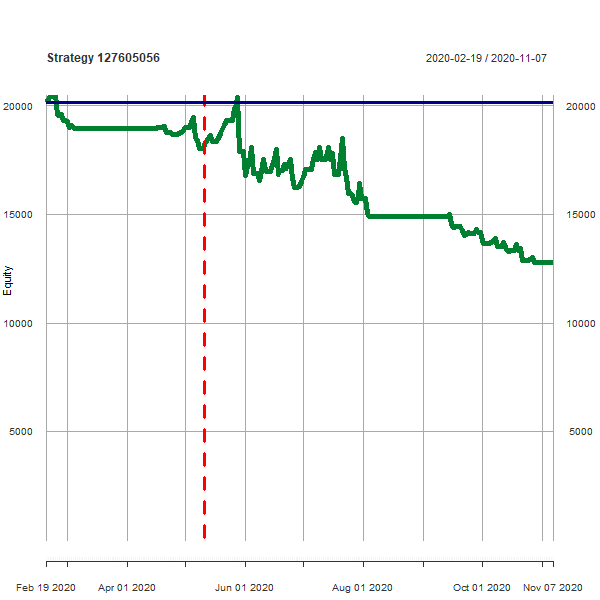 Strategy 127605056
2020-02-19 / 2020-11-07
20000
20000
15000
15000
Equity
10000
10000
5000
5000
Feb 19 2020
Apr 01 2020
Jun 01 2020
Aug 01 2020
Oct 01 2020
Nov 07 2020